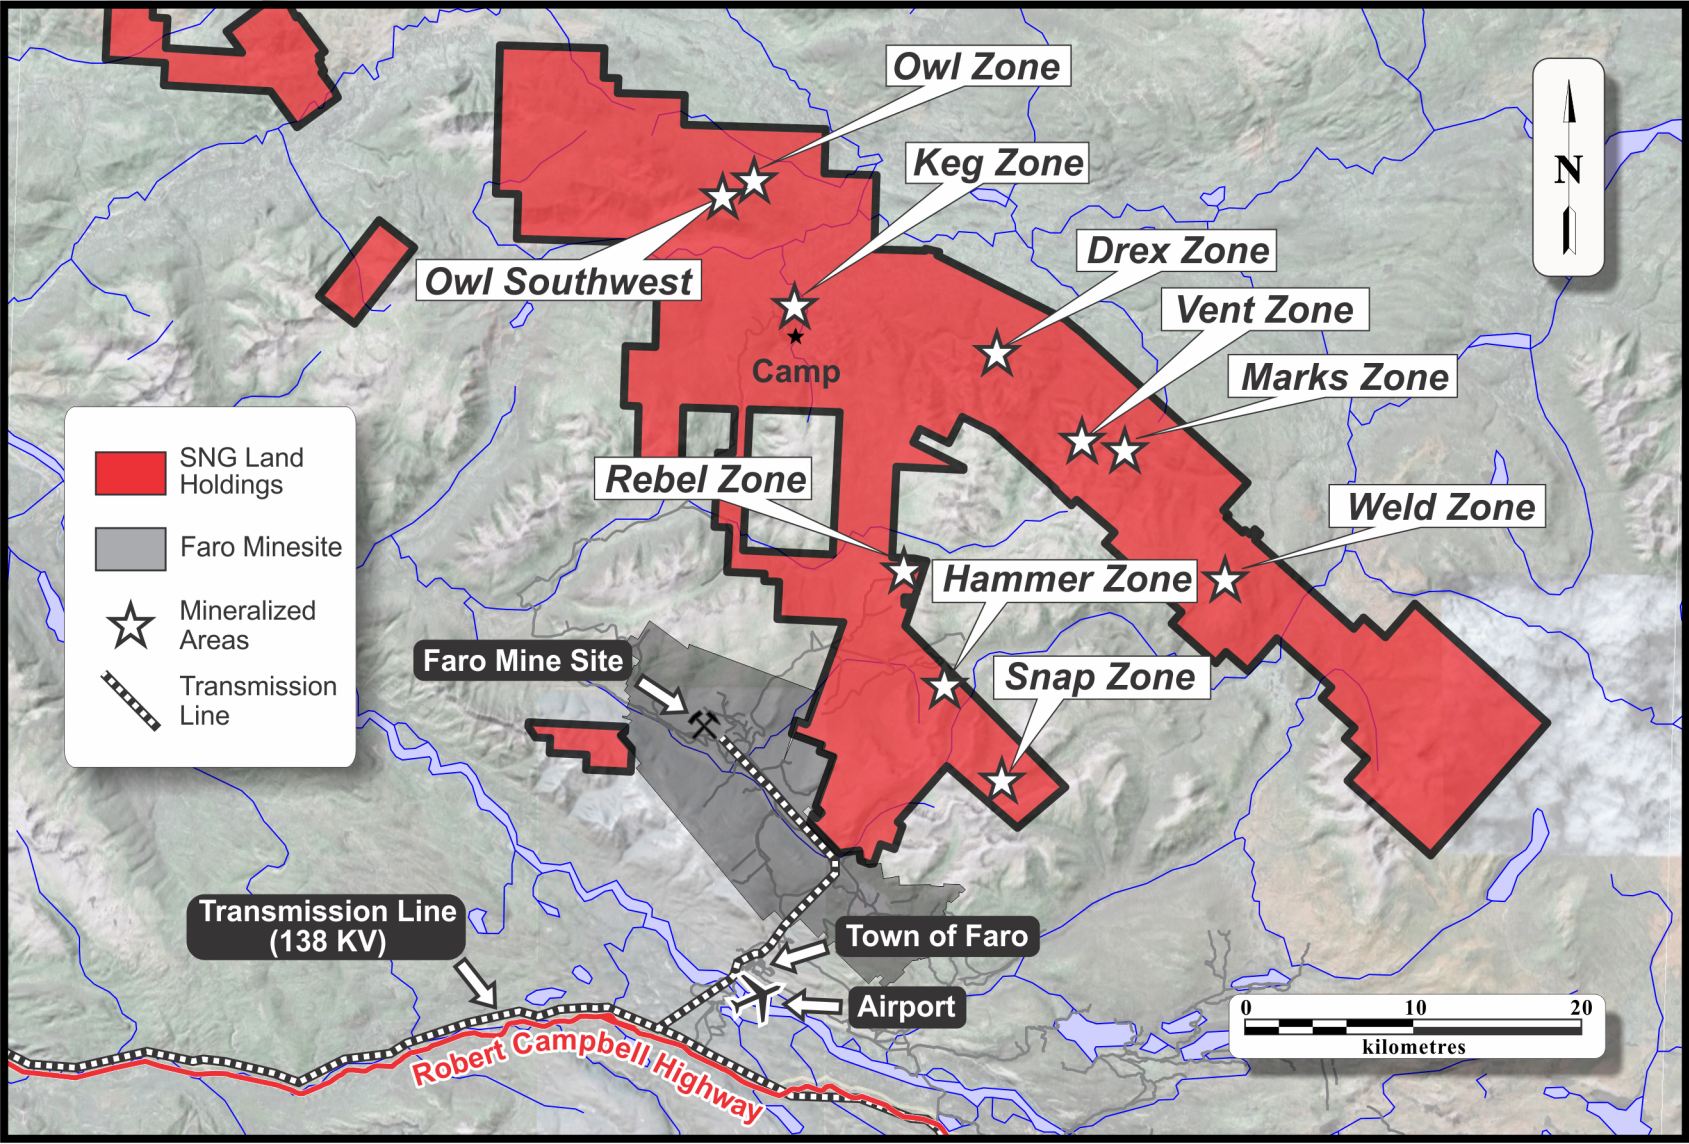 Owl Zone
Keg Zone
N
Drex Zone
Owl Southwest
Vent Zone
Camp
Marks Zone
SNG Land
Holdings
Rebel Zone
Weld Zone
Faro Minesite
Hammer Zone
Mineralized
Areas
Faro Mine Site
Snap Zone
Transmission
Line
Transmission Line
(138 KV)
Town of Faro
Airport
0 10 20
kilometres
Robert Campbell Highway